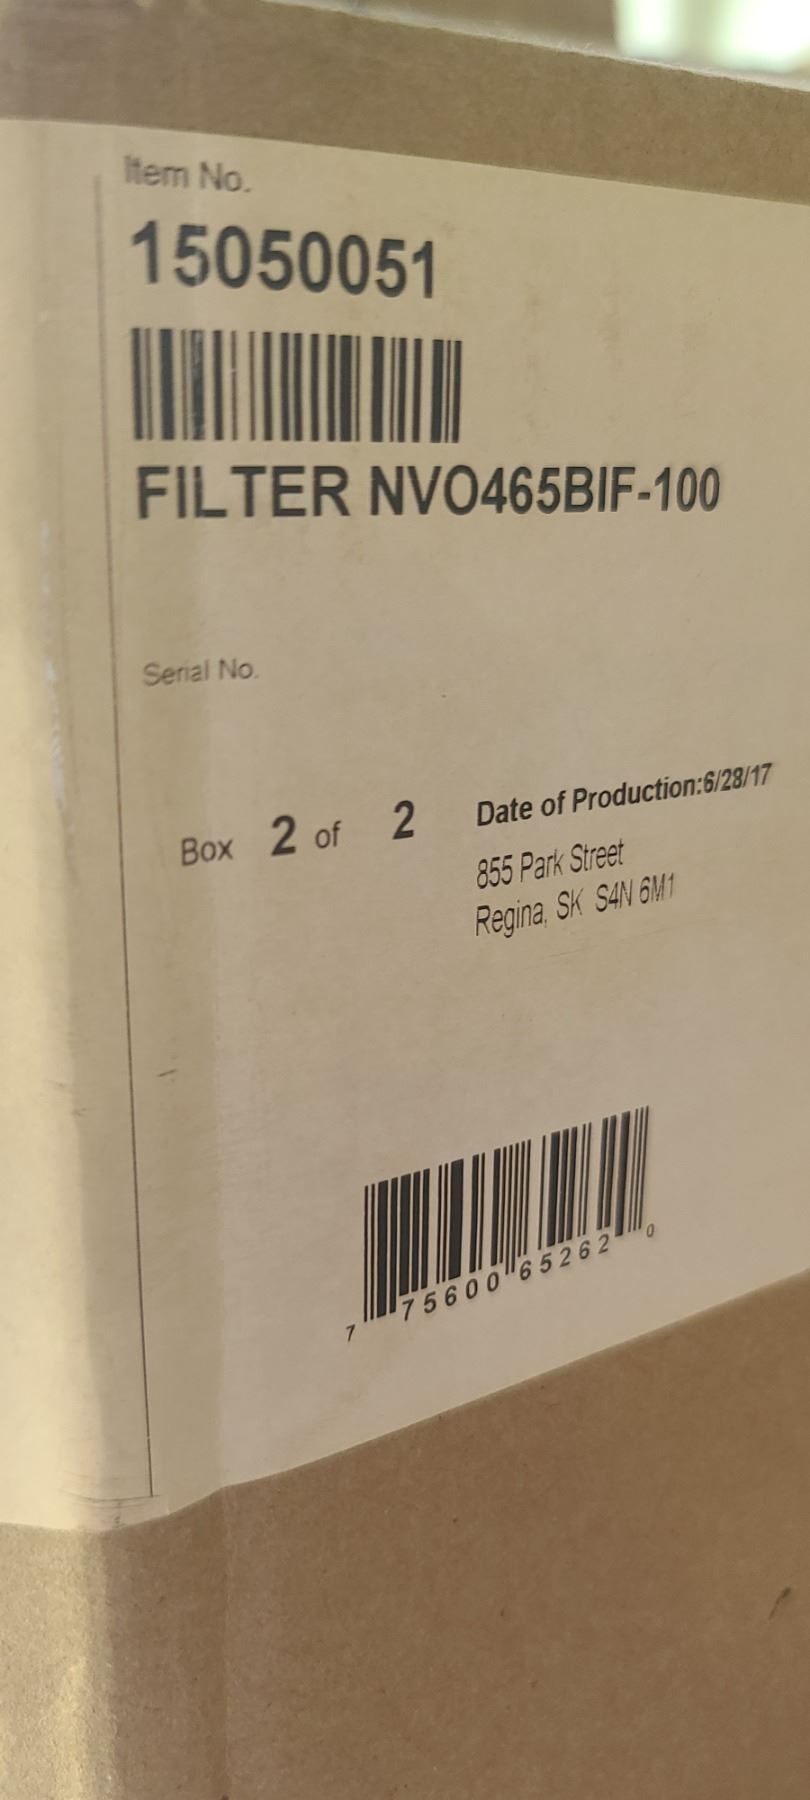 Item No.
15050051
FILTER NVO465BIF-100
Serial No.
Box 2 of 2
Date of Production:6/28/17
855 Park Street
Regina, SK S4N 6M1
7 75600 65262 0